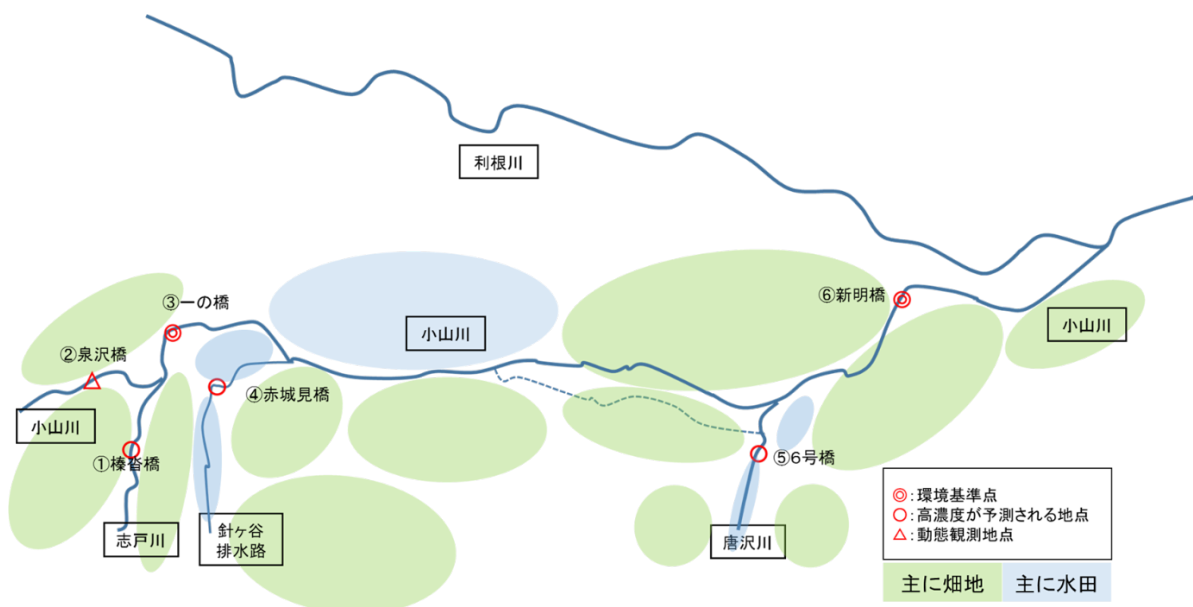 利根川
③一の橋
⑥新明橋
小山川
小山川
②泉沢橋
④赤城見橋
小山川
①榛沓橋
⑤6号橋
志戸川
針ヶ谷
排水路
唐沢川
◎:環境基準点
○:高濃度が予測される地点
△:動態観測地点
主に畑地
主に水田